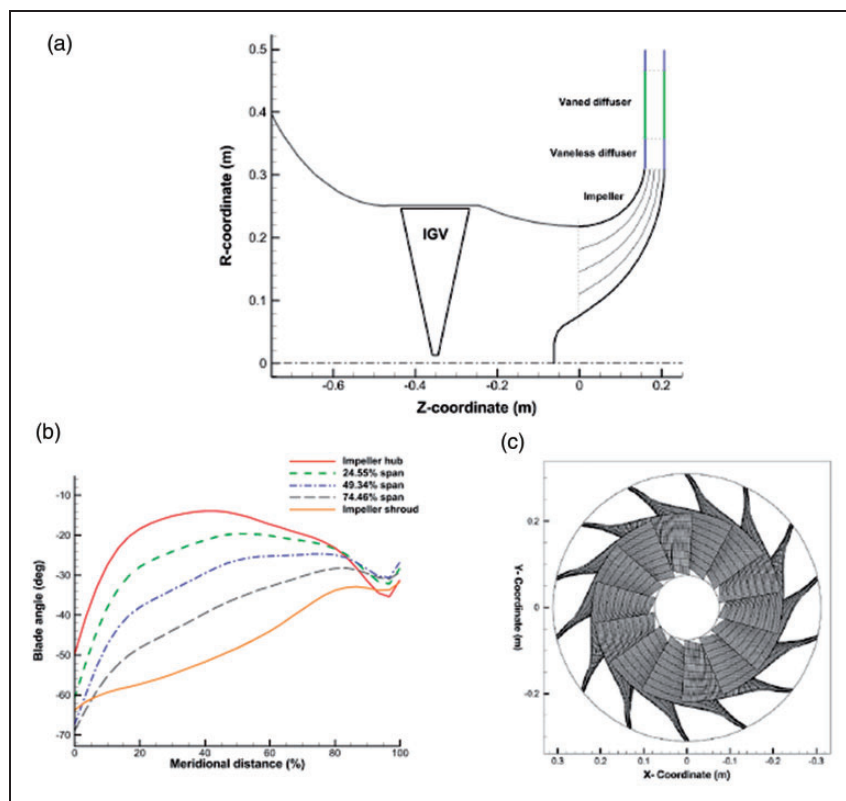 (a)
0.5
0.4
0.3
0.2
0.1
0
R-coordinate (m)
Vaned diffuser
Vaneless diffuser
Impeller
IGV
-0.6
-0.4
-0.2
0
0.2
Z-coordinate (m)
(b)
Impeller hub
24.55% span
49.34% span
74.46% span
Impeller shroud
-10
-20
-30
-40
-50
-60
-70
Blade angle (deg)
0
20
40
60
80
100
Meridional distance (%)
(c)
0.2
0
-0.2
Y- Coordinate (m)
0.3
0.2
0.1
0
-0.1
-0.2
-0.3
X- Coordinate (m)